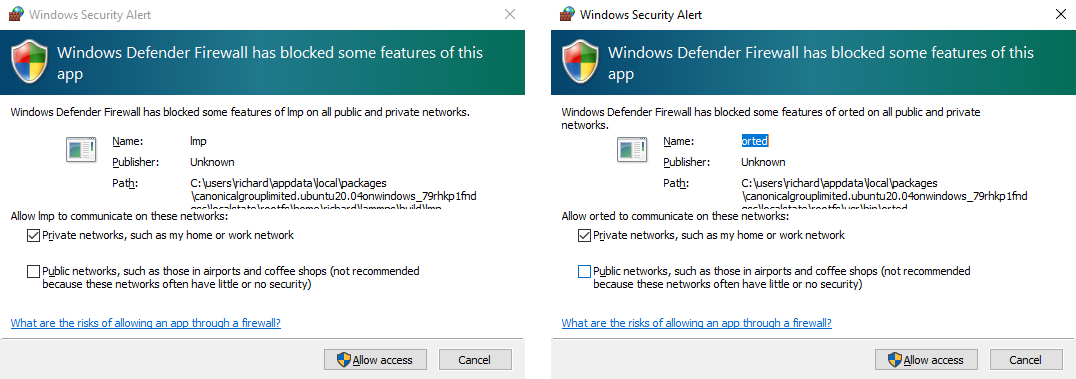 Windows Security Alert
Windows Defender Firewall has blocked some features of this
app
Windows Defender Firewall has blocked some features of lmp on all public and private networks.
Name: lmp
Publisher: Unknown
Path: C:\users\richard\appdata\local\packages
\canonicalgrouplimited.ubuntu20.04onwindows_79rhkp1fnd
gsc\localstate\rootfs\home\richard\lammps\build\lmp
Allow lmp to communicate on these networks:
Private networks, such as my home or work network
Public networks, such as those in airports and coffee shops (not recommended
because these networks often have little or no security)
What are the risks of allowing an app through a firewall?
Allow access Cancel
Windows Security Alert
Windows Defender Firewall has blocked some features of this
app
Windows Defender Firewall has blocked some features of orted on all public and private
networks.
Name: orted
Publisher: Unknown
Path: C:\users\richard\appdata\local\packages
\canonicalgrouplimited.ubuntu20.04onwindows_79rhkp1fnd
gsc\localstate\rootfs\usr\bin\orted
Allow orted to communicate on these networks:
Private networks, such as my home or work network
Public networks, such as those in airports and coffee shops (not recommended
because these networks often have little or no security)
What are the risks of allowing an app through a firewall?
Allow access Cancel